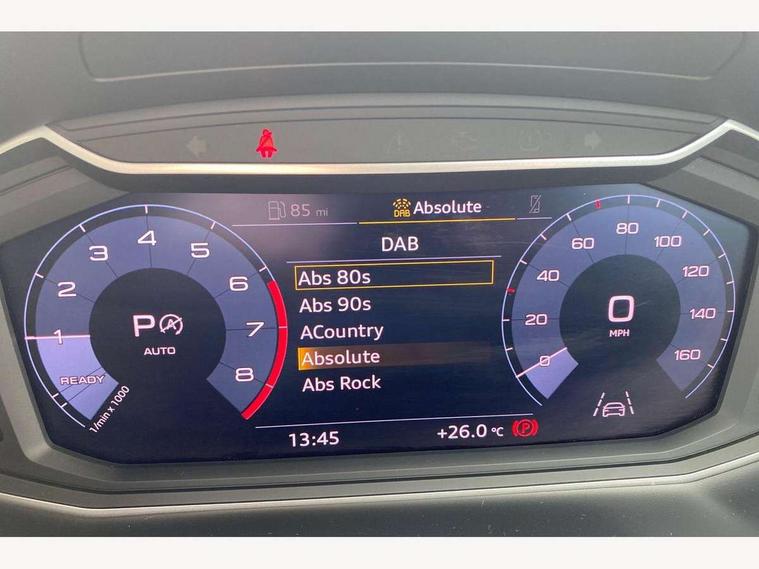 85 mi
DAB Absolute
DAB
Abs 80s
Abs 90s
ACountry
Absolute
Abs Rock
13:45
+26.0 °C
P
1
2
3
4
5
6
7
8
READY
1/min x 1000
P A
AUTO
0
20
40
60
80
100
120
140
160
0
MPH